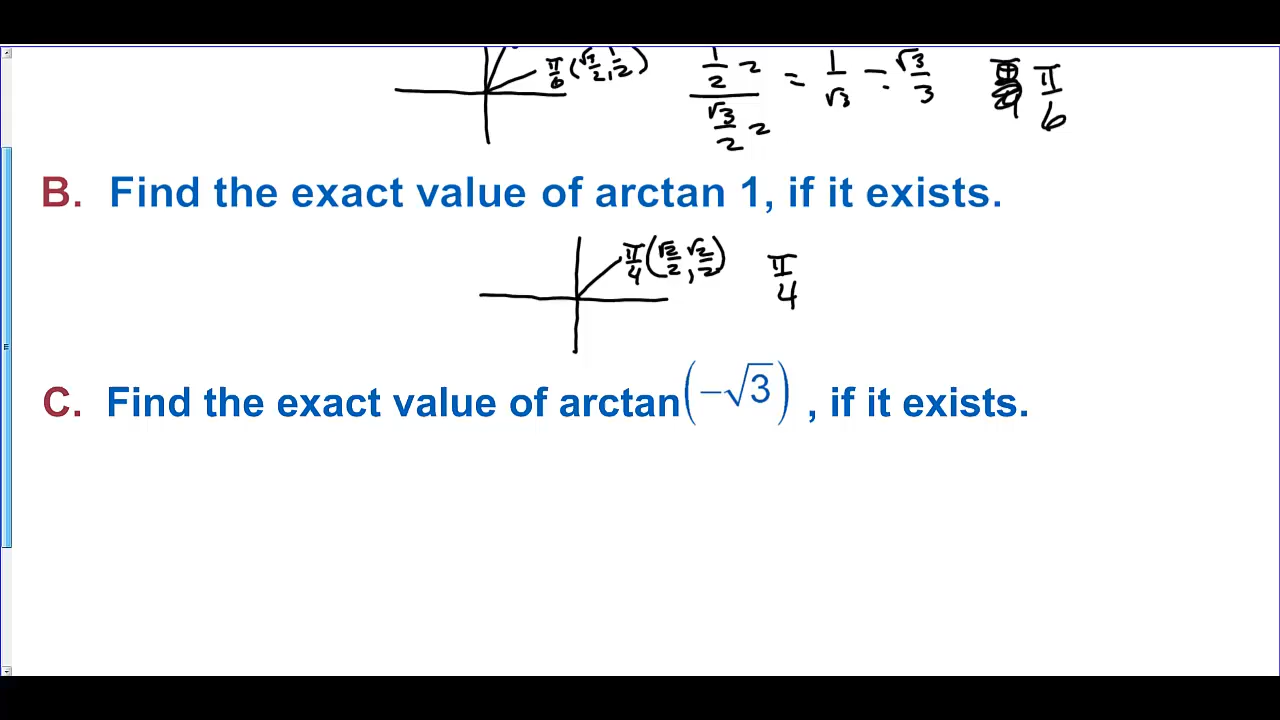 π/6 (√3/2, 1/2) (1/2 2)/(√3/2 2) = 1/√3 = √3/3 π/6
B. Find the exact value of arctan 1, if it exists.
π/4 (√2/2, √2/2) π/4
C. Find the exact value of arctan(−√3) , if it exists.